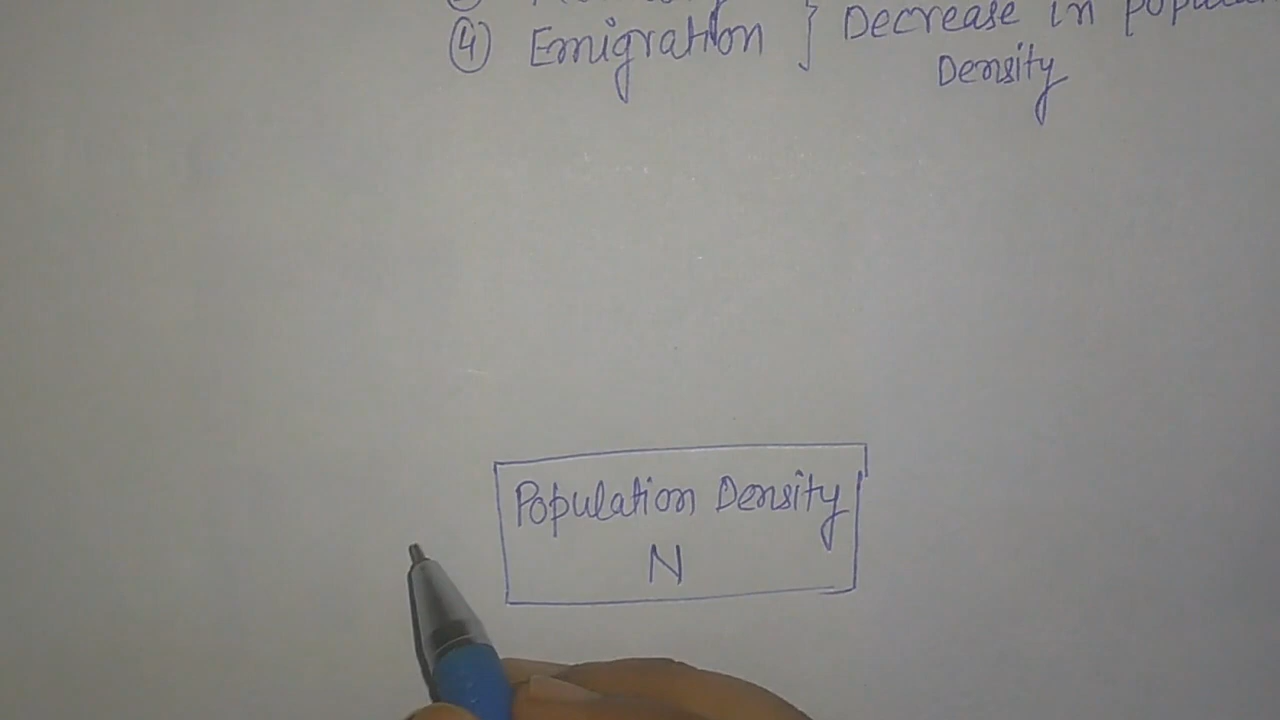 ④ Emigration } Decrease in
Density
Population Density
N